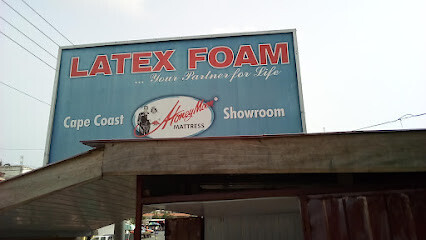 LATEX FOAM
... Your Partner for Life
Cape Coast HoneyMoon Showroom
MATTRESS